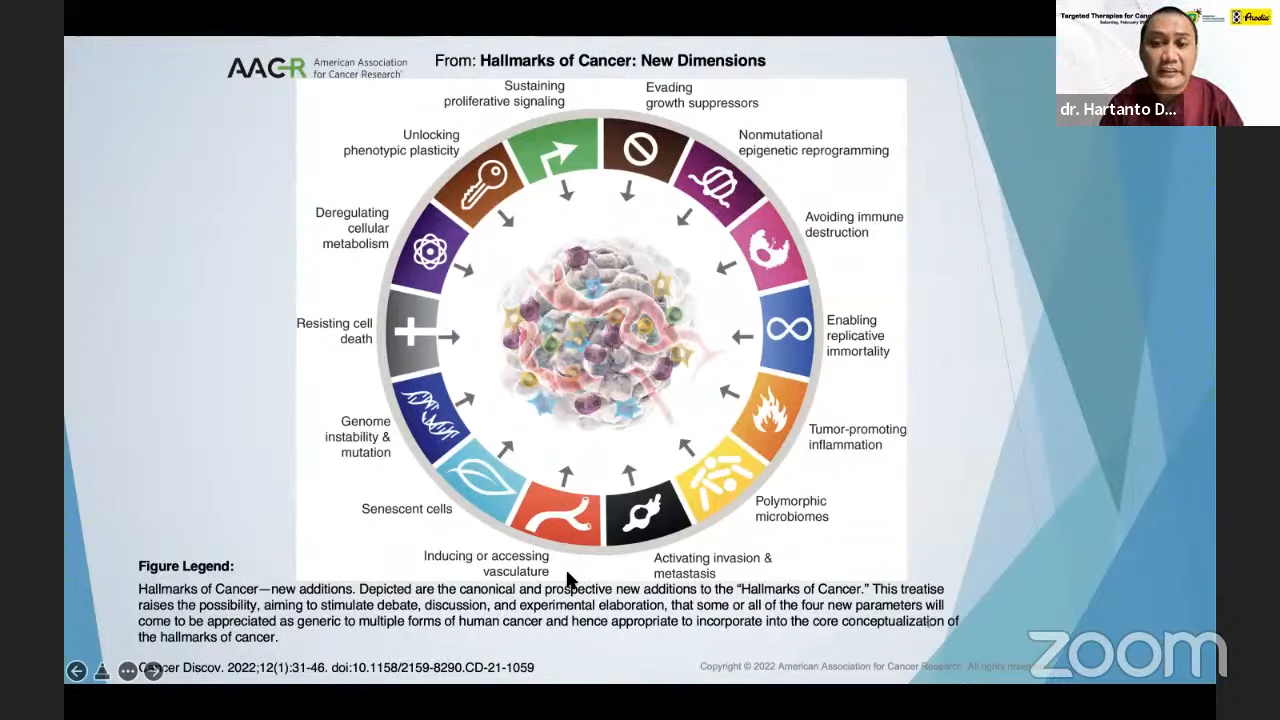 Targeted Therapies for Canc
Prodia
dr. Hartanto D...
AACR American Association
for Cancer Research
From: Hallmarks of Cancer: New Dimensions
Sustaining
proliferative signaling
Evading
growth suppressors
Unlocking
phenotypic plasticity
Nonmutational
epigenetic reprogramming
Deregulating
cellular
metabolism
Avoiding immune
destruction
Resisting cell
death
Enabling
replicative
immortality
Genome
instability &
mutation
Tumor-promoting
inflammation
Senescent cells
Polymorphic
microbiomes
Inducing or accessing
vasculature
Activating invasion &
metastasis
Figure Legend:
Hallmarks of Cancer—new additions. Depicted are the canonical and prospective new additions to the “Hallmarks of Cancer.” This treatise
raises the possibility, aiming to stimulate debate, discussion, and experimental elaboration, that some or all of the four new parameters will
come to be appreciated as generic to multiple forms of human cancer and hence appropriate to incorporate into the core conceptualization of
the hallmarks of cancer.
Cancer Discov. 2022;12(1):31-46. doi:10.1158/2159-8290.CD-21-1059
Copyright © 2022 American Association for Cancer Research. All rights reserved.
zoom